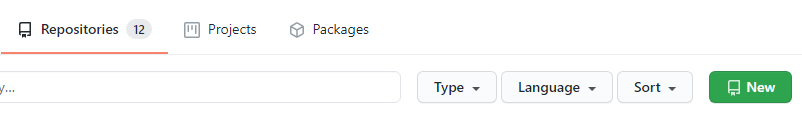 Repositories 12 Projects Packages
y... Type Language Sort New